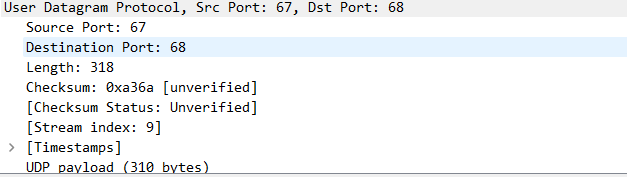 User Datagram Protocol, Src Port: 67, Dst Port: 68
Source Port: 67
Destination Port: 68
Length: 318
Checksum: 0xa36a [unverified]
[Checksum Status: Unverified]
[Stream index: 9]
[Timestamps]
UDP payload (310 bytes)